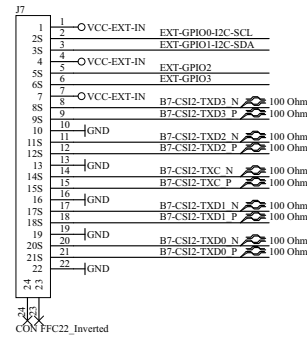 J7
1 1 VCC-EXT-IN
2S 2 EXT-GPIO0-I2C-SCL
3S 3 EXT-GPIO1-I2C-SDA
4 4 VCC-EXT-IN
5S 5 EXT-GPIO2
6S 6 EXT-GPIO3
7 7 VCC-EXT-IN
8S 8 B7-CSI2-TXD3_N 100 Ohm
9S 9 B7-CSI2-TXD3_P 100 Ohm
10 10 GND
11S 11 B7-CSI2-TXD2_N 100 Ohm
12S 12 B7-CSI2-TXD2_P 100 Ohm
13 13 GND
14S 14 B7-CSI2-TXC_N 100 Ohm
15S 15 B7-CSI2-TXC_P 100 Ohm
16 16 GND
17S 17 B7-CSI2-TXD1_N 100 Ohm
18S 18 B7-CSI2-TXD1_P 100 Ohm
19 19 GND
20S 20 B7-CSI2-TXD0_N 100 Ohm
21S 21 B7-CSI2-TXD0_P 100 Ohm
22 22 GND
24 23
24 23
CON FFC22_Inverted